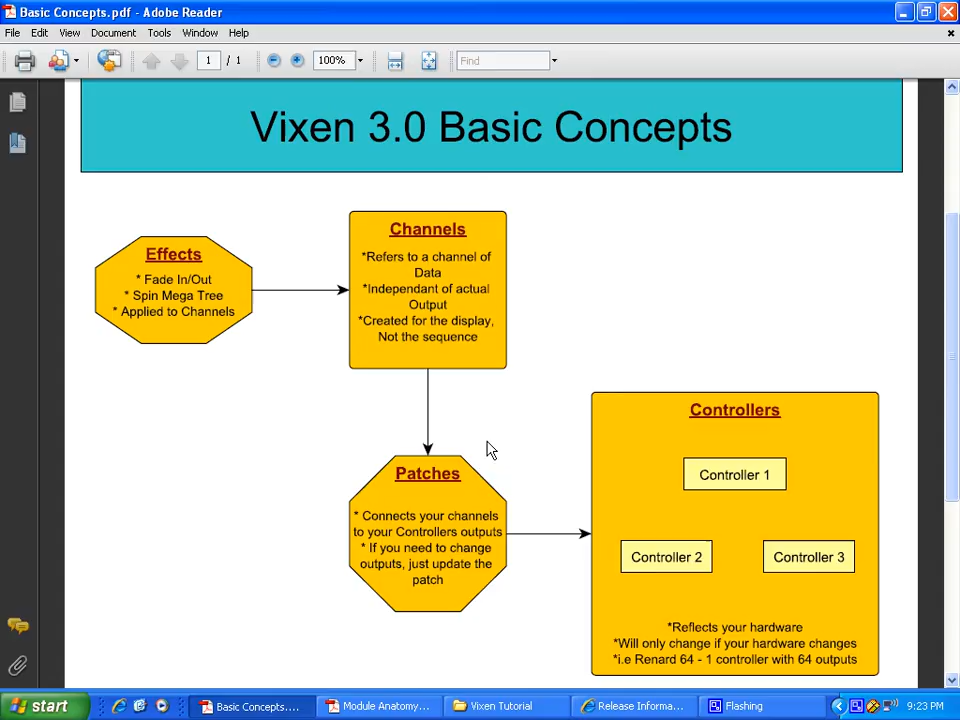 Basic Concepts.pdf - Adobe Reader
File Edit View Document Tools Window Help
1 / 1 100% Find
Vixen 3.0 Basic Concepts
Effects
* Fade In/Out
* Spin Mega Tree
* Applied to Channels
Channels
*Refers to a channel of
Data
*Independant of actual
Output
*Created for the display,
Not the sequence
Patches
* Connects your channels
to your Controllers outputs
* If you need to change
outputs, just update the
patch
Controllers
Controller 1
Controller 2 Controller 3
*Reflects your hardware
*Will only change if your hardware changes
*i.e Renard 64 - 1 controller with 64 outputs
start Basic Concepts.... Module Anatomy... Vixen Tutorial Release Informa... Flashing 9:23 PM